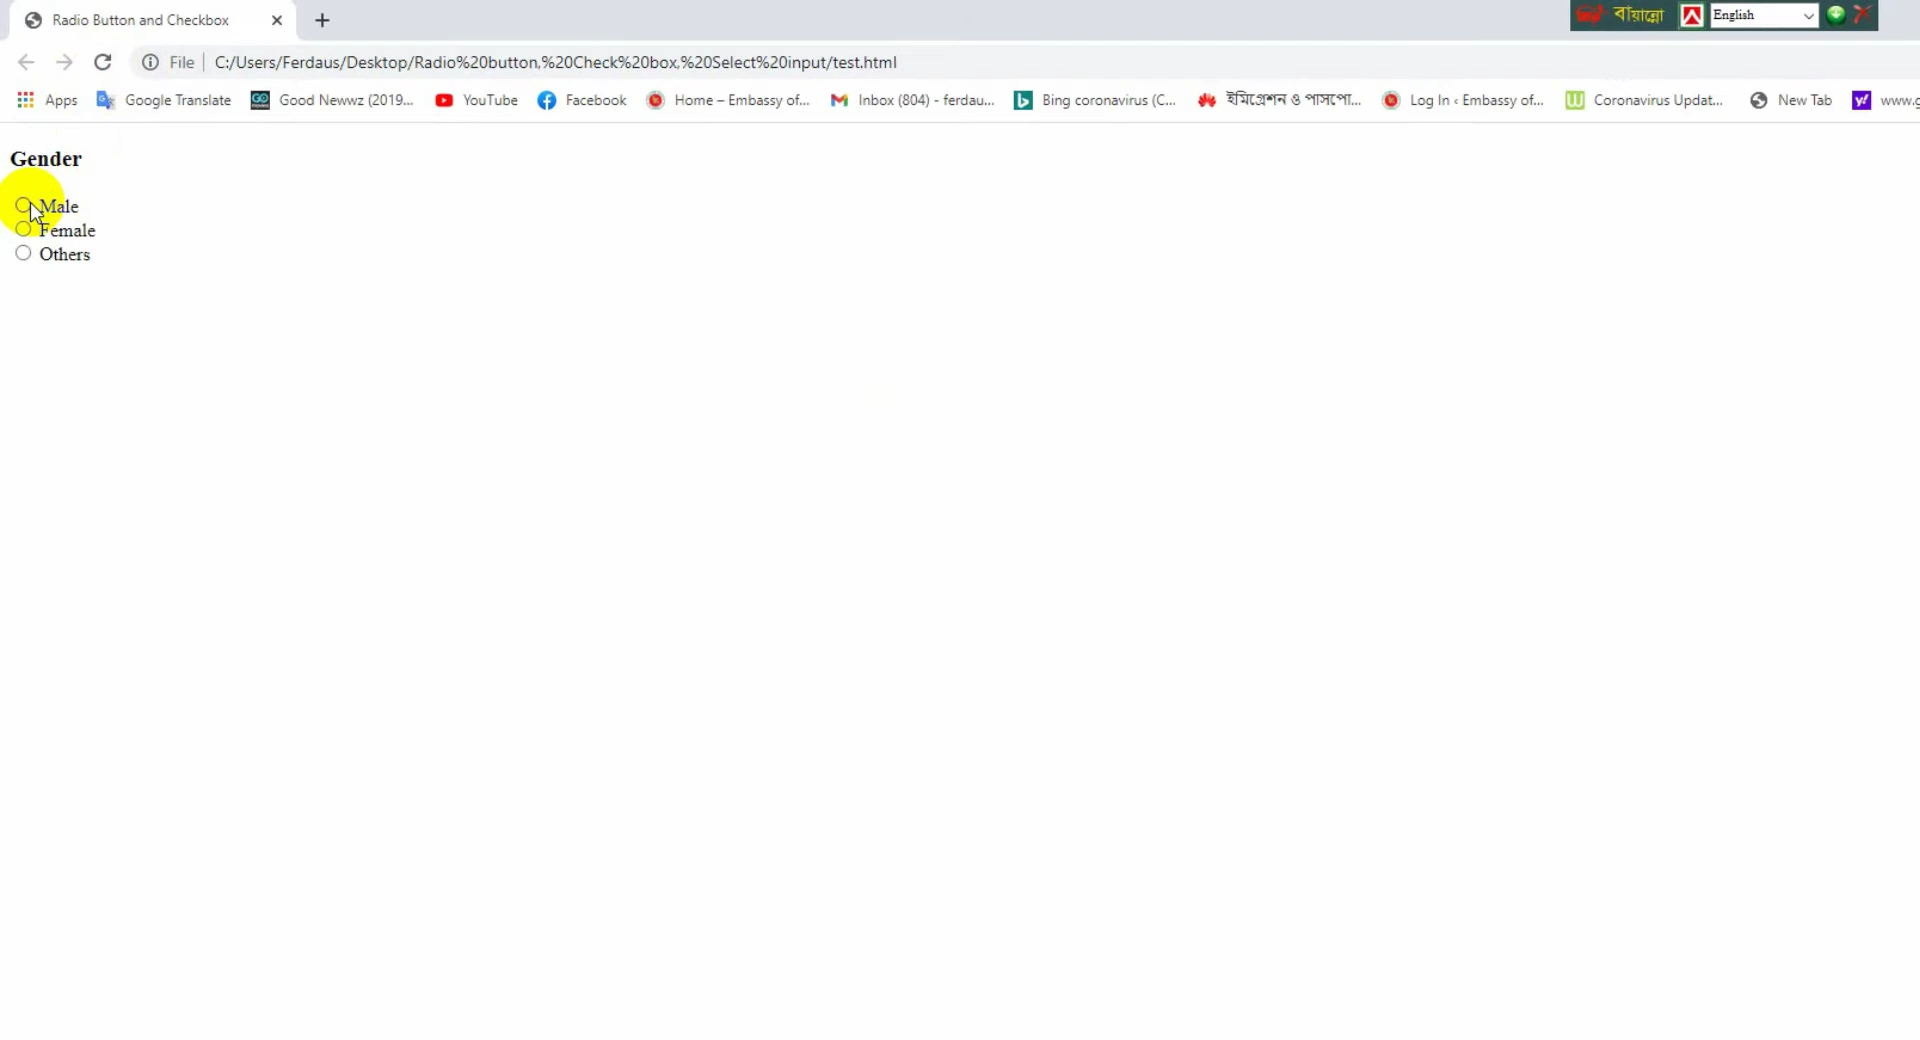 Radio Button and Checkbox
বায়ান্নো
English
File
C:/Users/Ferdaus/Desktop/Radio%20button,%20Check%20box,%20Select%20input/test.html
Apps
Google Translate
Good Newwz (2019...
YouTube
Facebook
Home – Embassy of...
Inbox (804) - ferdau...
Bing coronavirus (C...
ইমিগ্রেশন ও পাসপো...
Log In ‹ Embassy of...
Coronavirus Updat...
New Tab
www.g
Gender
Male
Female
Others